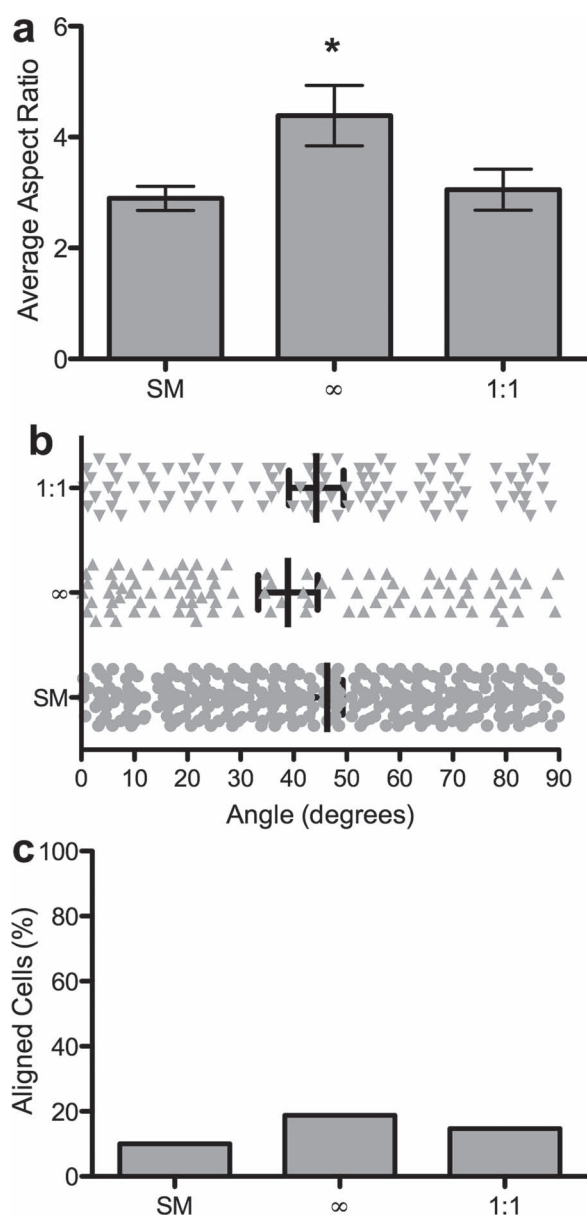 a
Average Aspect Ratio
6
4
2
0
*
SM ∞ 1:1
b
1:1
∞
SM
0 10 20 30 40 50 60 70 80 90
Angle (degrees)
c
Aligned Cells (%)
100
80
60
40
20
0
SM ∞ 1:1